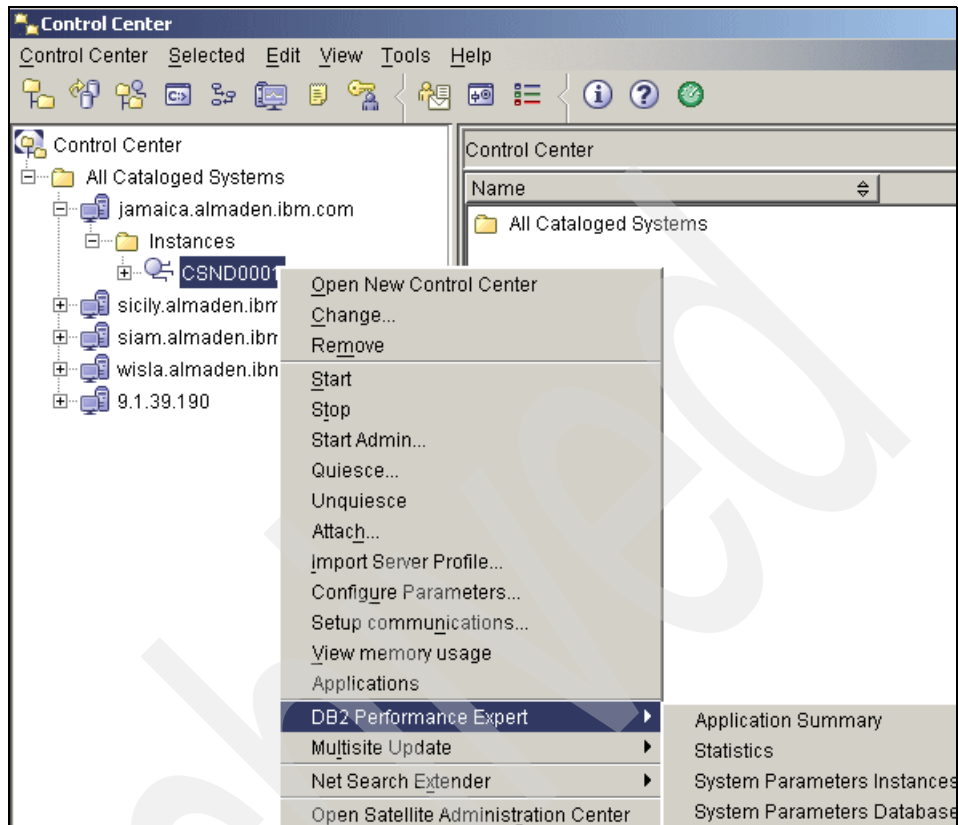 Control Center
Control Center Selected Edit View Tools Help
Control Center
All Cataloged Systems
jamaica.almaden.ibm.com
Instances
CSND0001
sicily.almaden.ibm
siam.almaden.ibm
wisla.almaden.ibn
9.1.39.190
Control Center
Name
All Cataloged Systems
Open New Control Center
Change...
Remove
Start
Stop
Start Admin...
Quiesce...
Unquiesce
Attach...
Import Server Profile...
Configure Parameters...
Setup communications...
View memory usage
Applications
DB2 Performance Expert
Multisite Update
Net Search Extender
Open Satellite Administration Center
Application Summary
Statistics
System Parameters Instances
System Parameters Database